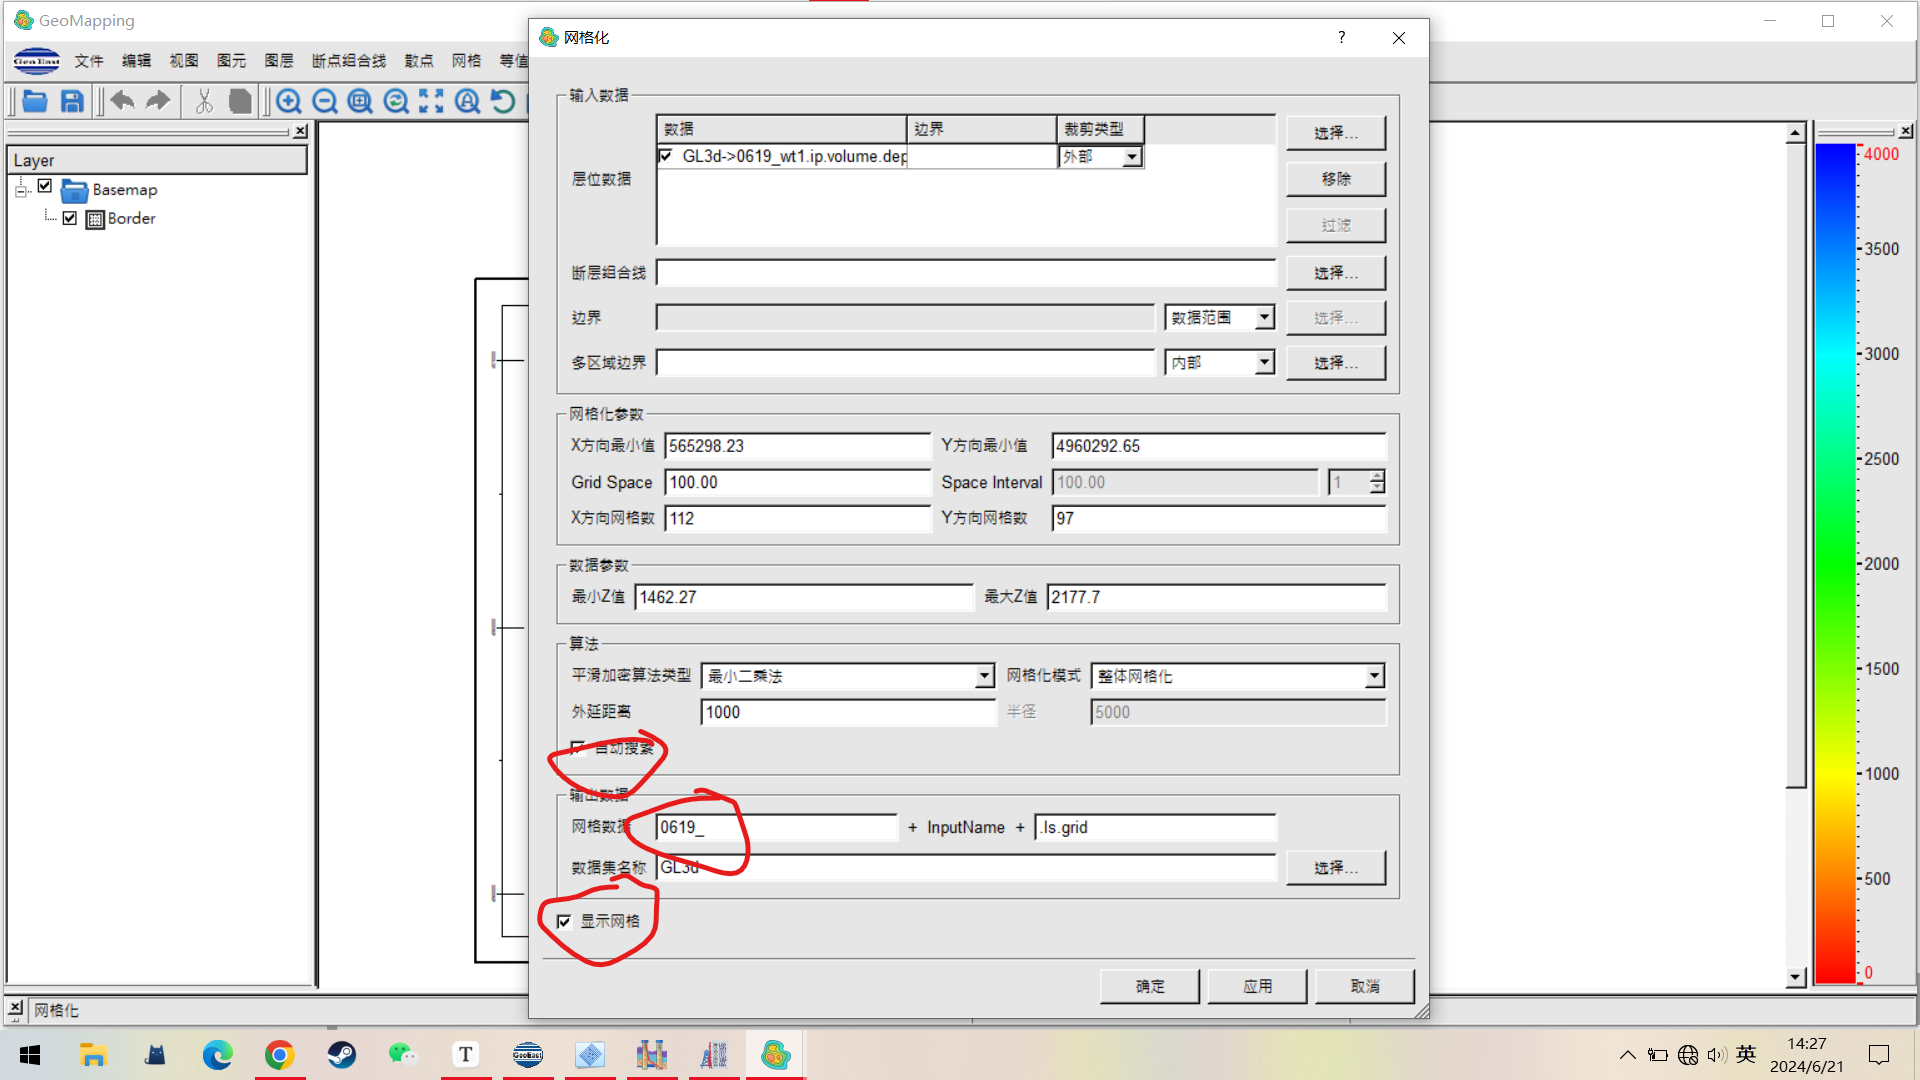 GeoMapping
网格化
?
Geo East
文件 编辑 视图 图元 图层 断点组合线 散点 网格 等值
Layer
Basemap
Border
输入数据
数据 边界 裁剪类型
选择...
GL3d->0619_wt1.ip.volume.dep 外部
层位数据
移除
过滤
断层组合线 选择...
边界 数据范围 选择...
多区域边界 内部 选择...
网格化参数
X方向最小值 565298.23 Y方向最小值 4960292.65
Grid Space 100.00 Space Interval 100.00 1
X方向网格数 112 Y方向网格数 97
数据参数
最小Z值 1462.27 最大Z值 2177.7
算法
平滑加密算法类型 最小二乘法 网格化模式 整体网格化
外延距离 1000 半径 5000
自动搜索
输出数据
网格数据 0619_ + InputName + .ls.grid
数据集名称 GL3d 选择...
显示网格
确定 应用 取消
4000
3500
3000
2500
2000
1500
1000
500
0
网格化
T
GeoEast
英
14:27
2024/6/21